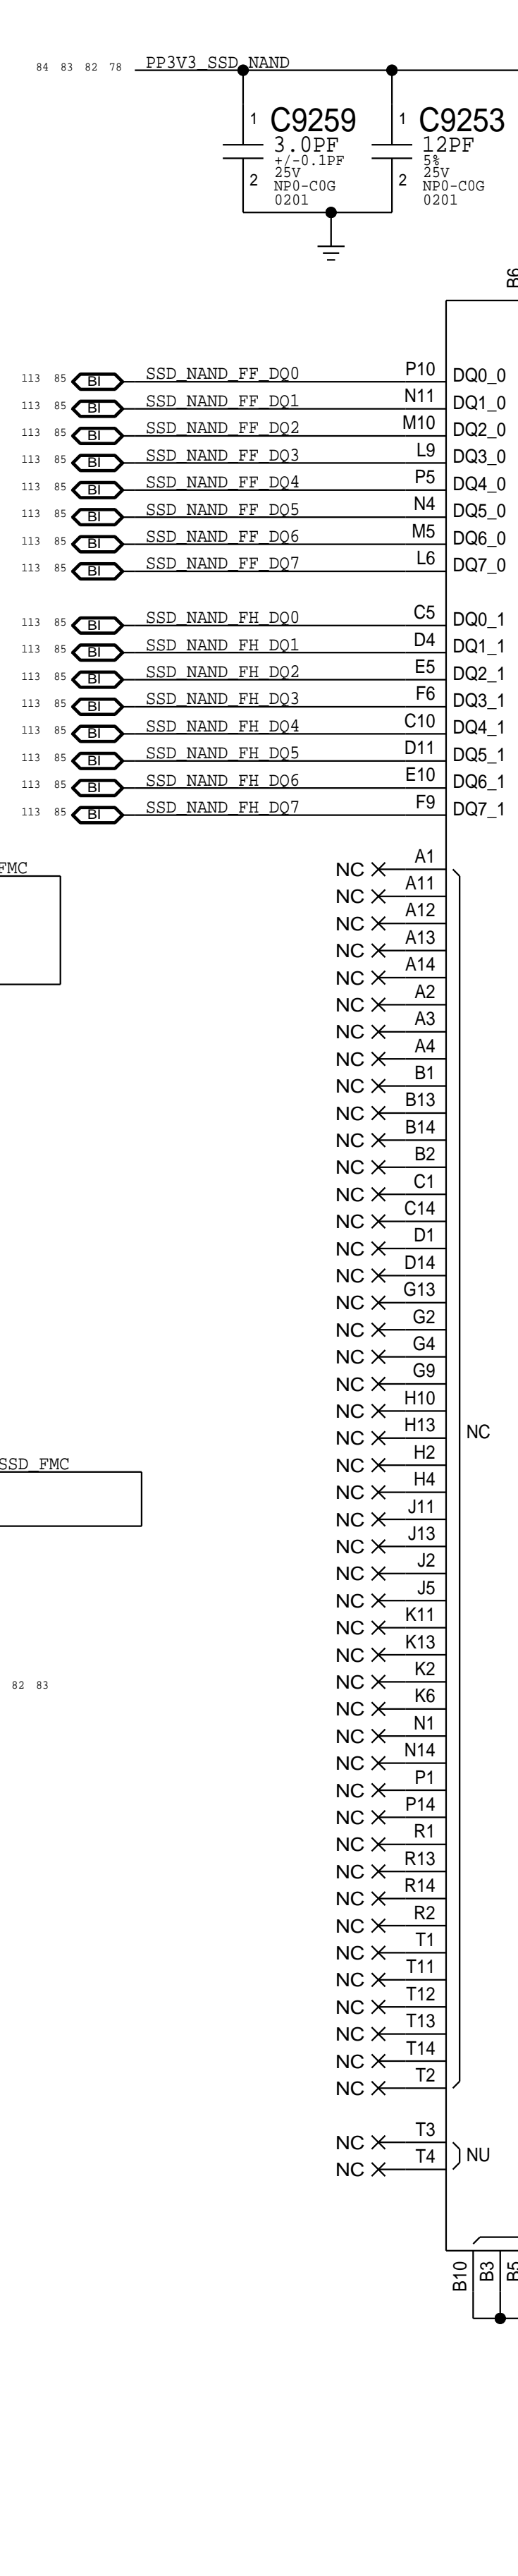 84 83 82 78 PP3V3_SSD_NAND
1 C9259 1 C9253
3.0PF 12PF
+/-0.1PF 5%
25V 25V
2 NP0-C0G 2 NP0-C0G
0201 0201
B6
113 85 BI SSD_NAND_FF_DQ0 P10 DQ0_0
113 85 BI SSD_NAND_FF_DQ1 N11 DQ1_0
113 85 BI SSD_NAND_FF_DQ2 M10 DQ2_0
113 85 BI SSD_NAND_FF_DQ3 L9 DQ3_0
113 85 BI SSD_NAND_FF_DQ4 P5 DQ4_0
113 85 BI SSD_NAND_FF_DQ5 N4 DQ5_0
113 85 BI SSD_NAND_FF_DQ6 M5 DQ6_0
113 85 BI SSD_NAND_FF_DQ7 L6 DQ7_0
113 85 BI SSD_NAND_FH_DQ0 C5 DQ0_1
113 85 BI SSD_NAND_FH_DQ1 D4 DQ1_1
113 85 BI SSD_NAND_FH_DQ2 E5 DQ2_1
113 85 BI SSD_NAND_FH_DQ3 F6 DQ3_1
113 85 BI SSD_NAND_FH_DQ4 C10 DQ4_1
113 85 BI SSD_NAND_FH_DQ5 D11 DQ5_1
113 85 BI SSD_NAND_FH_DQ6 E10 DQ6_1
113 85 BI SSD_NAND_FH_DQ7 F9 DQ7_1
FMC
NC A1
NC A11
NC A12
NC A13
NC A14
NC A2
NC A3
NC A4
NC B1
NC B13
NC B14
NC B2
NC C1
NC C14
NC D1
NC D14
NC G13
NC G2
NC G4
NC G9
NC H10
NC H13 NC
NC H2
SSD_FMC
NC H4
NC J11
NC J13
NC J2
NC J5
NC K11
NC K13
NC K2
82 83
NC K6
NC N1
NC N14
NC P1
NC P14
NC R1
NC R13
NC R14
NC R2
NC T1
NC T11
NC T12
NC T13
NC T14
NC T2
NC T3
NC T4 NU
B10 B3 B5